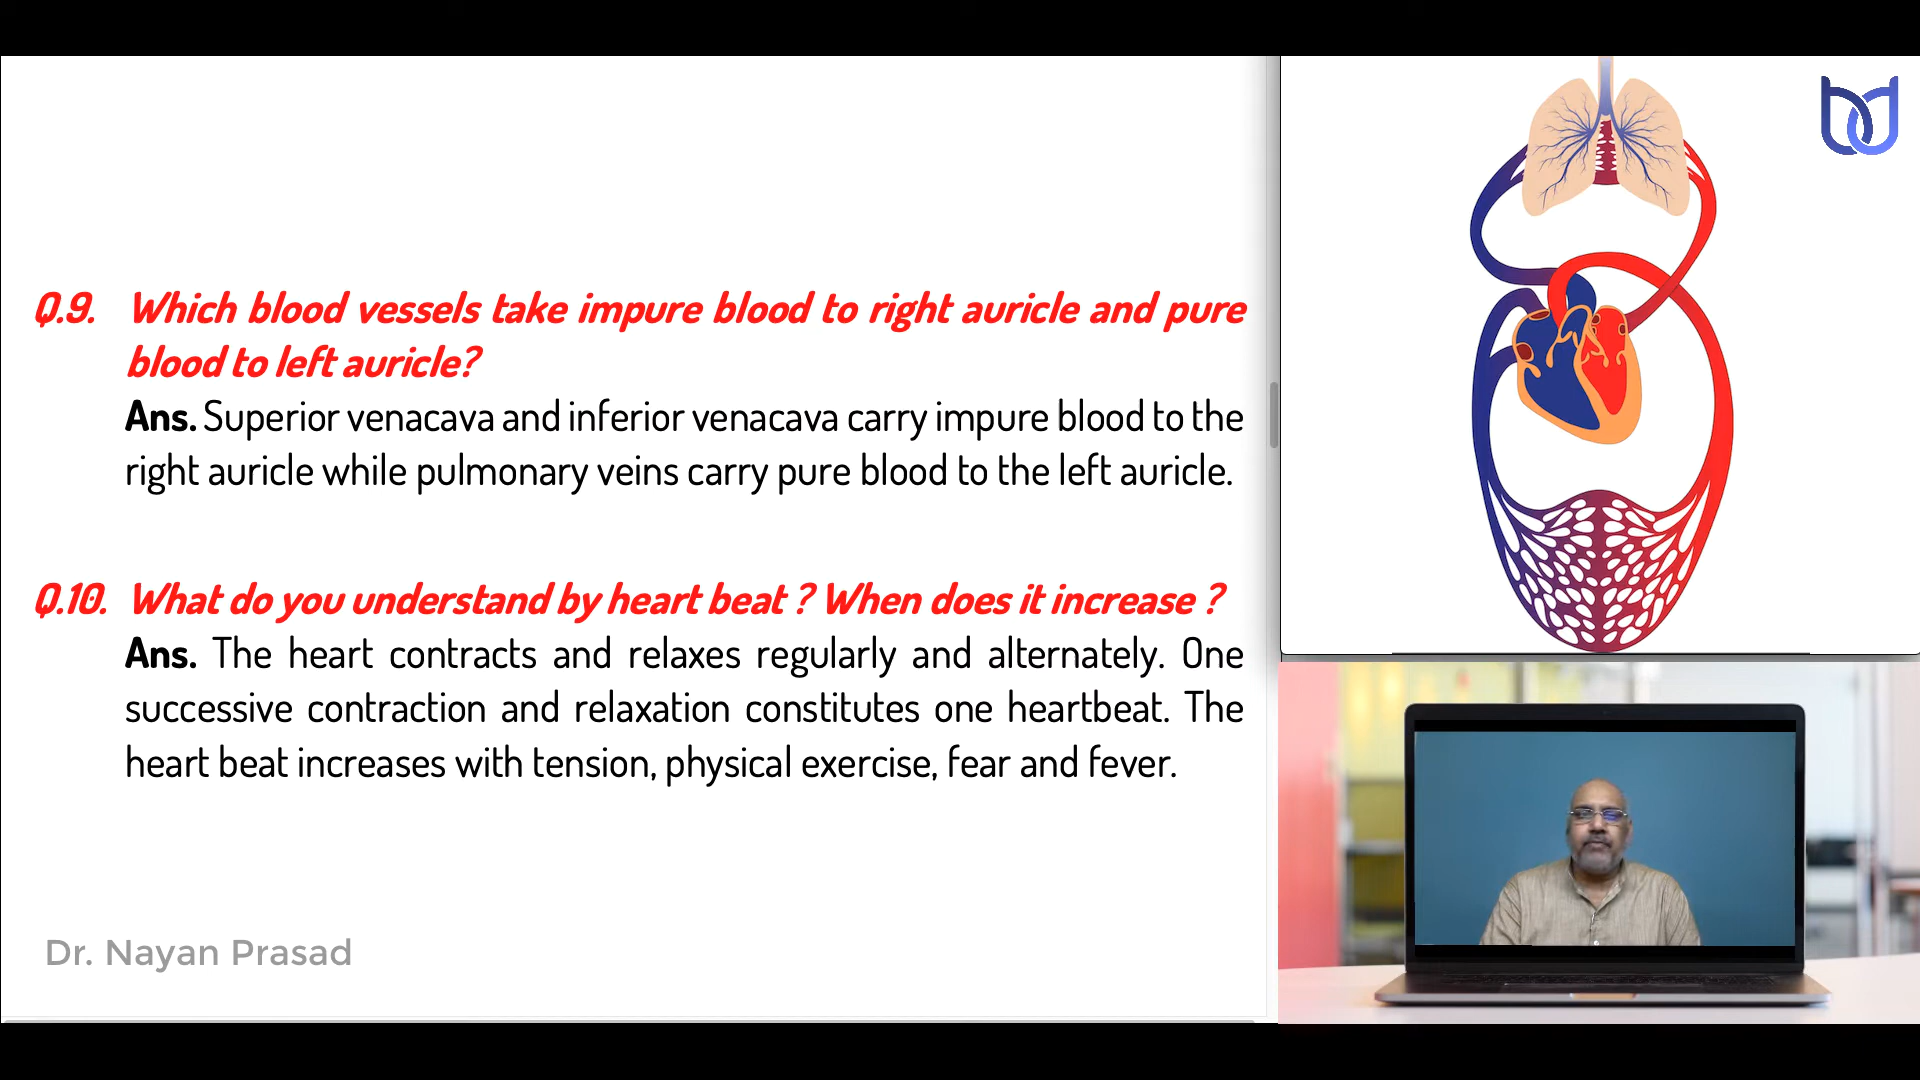 Q.9. Which blood vessels take impure blood to right auricle and pure
blood to left auricle?
Ans. Superior venacava and inferior venacava carry impure blood to the
right auricle while pulmonary veins carry pure blood to the left auricle.
Q.10. What do you understand by heart beat ? When does it increase ?
Ans. The heart contracts and relaxes regularly and alternately. One
successive contraction and relaxation constitutes one heartbeat. The
heart beat increases with tension, physical exercise, fear and fever.
Dr. Nayan Prasad